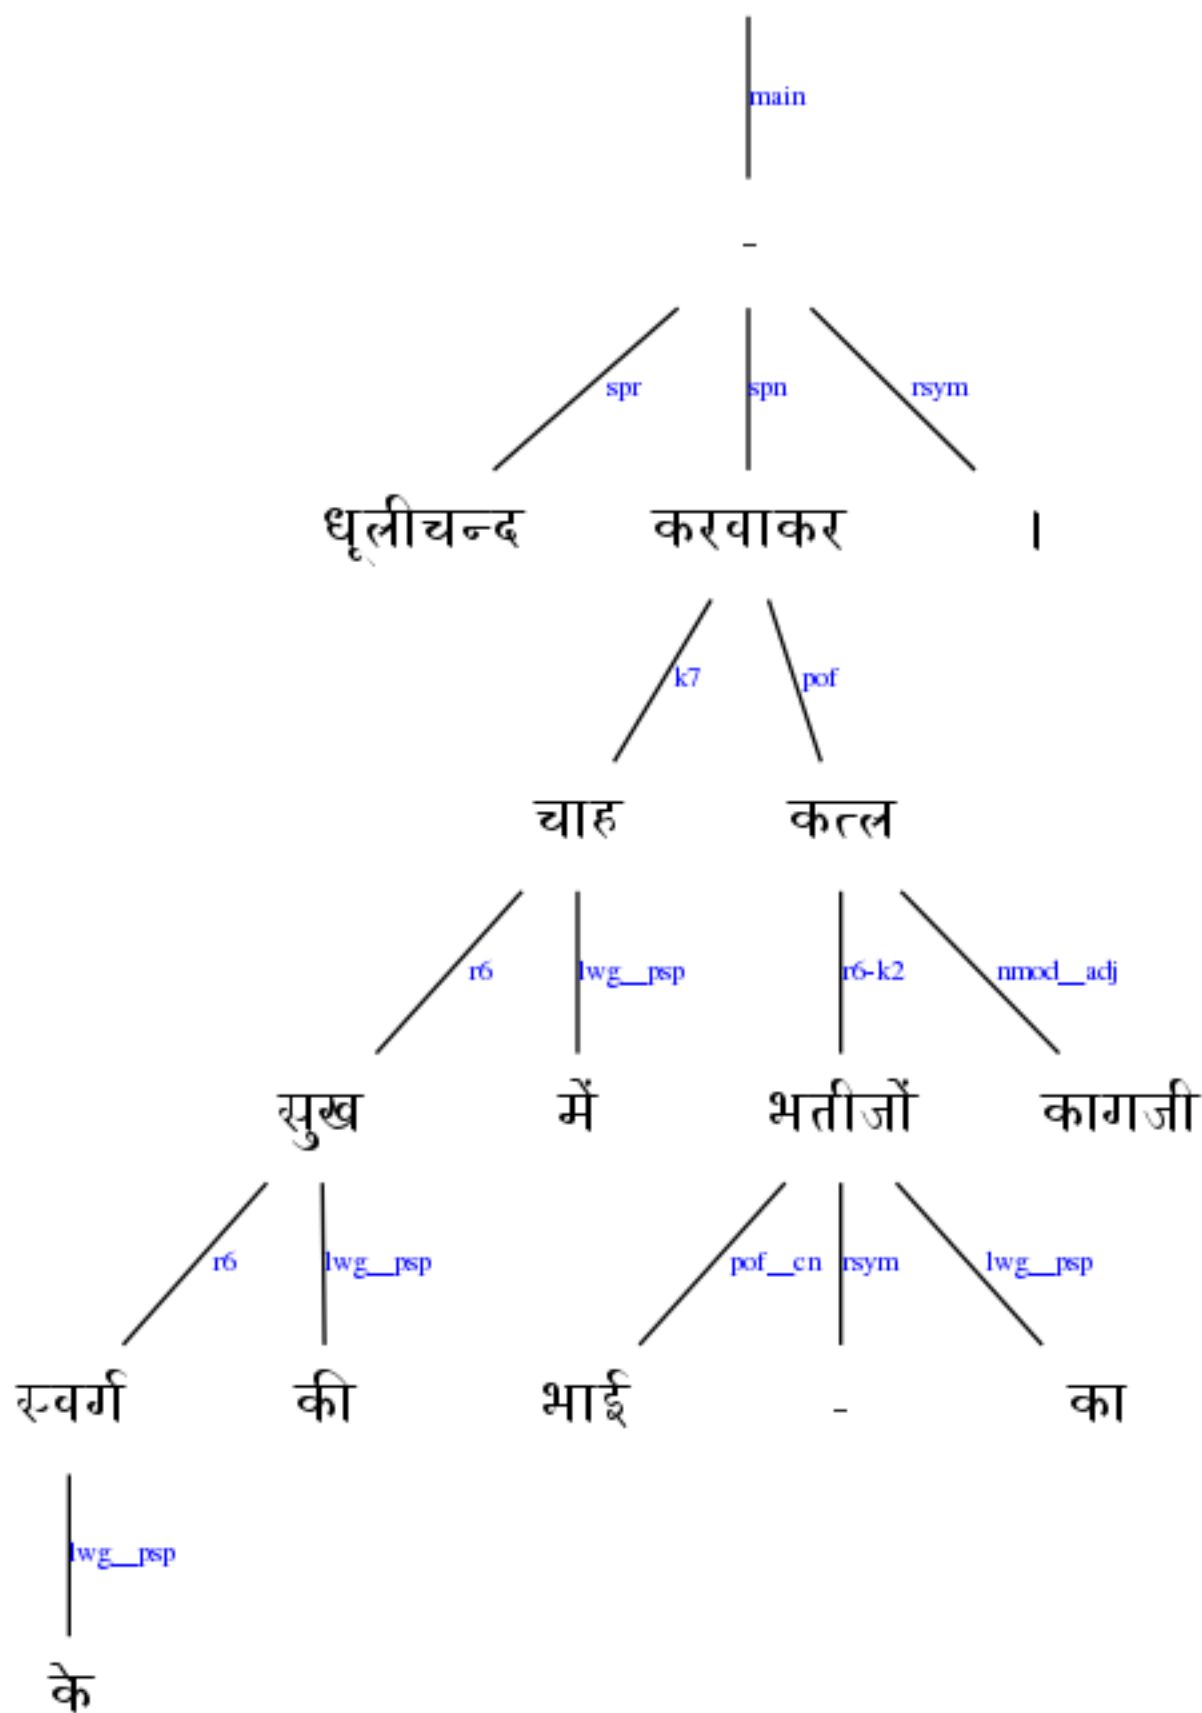 main
-
spr spn rsym
धूलीचन्द करवाकर ।
k7 pof
चाह कत्ल
r6 lwg__psp r6-k2 nmod__adj
सुख में भतीजों कागजी
r6 lwg__psp pof__cn rsym lwg__psp
स्वर्ग की भाई - का
lwg__psp
के